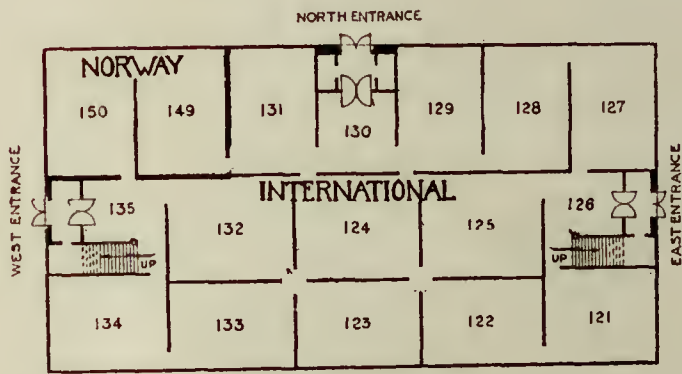 NORTH ENTRANCE
NORWAY
150 149 131 130 129 128 127
WEST ENTRANCE
INTERNATIONAL
EAST ENTRANCE
135 132 124 125 126
UP UP
134 133 123 122 121